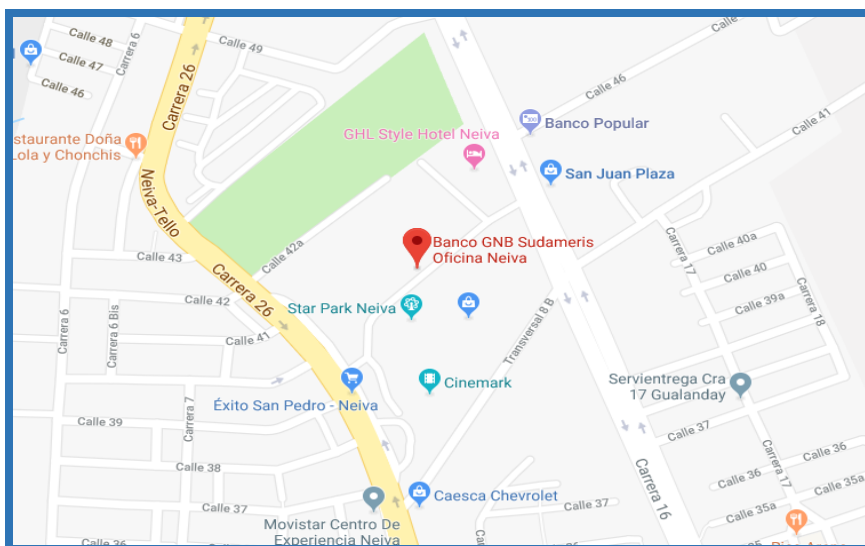 Calle 48
Calle 47
Calle 46
Carrera 6
Calle 49
Carrera 26
Calle 46
Calle 41
Banco Popular
GHL Style Hotel Neiva
San Juan Plaza
staurante Doña
Lola y Chonchis
Neiva-Tello
Calle 43
Calle 42a
Carrera 26
Banco GNB Sudameris
Oficina Neiva
Carrera 17
Calle 40a
Calle 40
Calle 39a
Carrera 18
Calle 42
Star Park Neiva
Carrera 6
Carrera 6 Bis
Calle 41
Transversal 8 B
Cinemark
Servientrega Cra
17 Gualanday
Éxito San Pedro - Neiva
Carrera 7
Calle 39
Calle 37
Calle 38
Calle 36
Calle 36
Carrera 16
Carrera 17
Calle 35a
Calle 35a
Caesca Chevrolet
Calle 37
Calle 37
Movistar Centro De
Experiencia Neiva
Calle 36